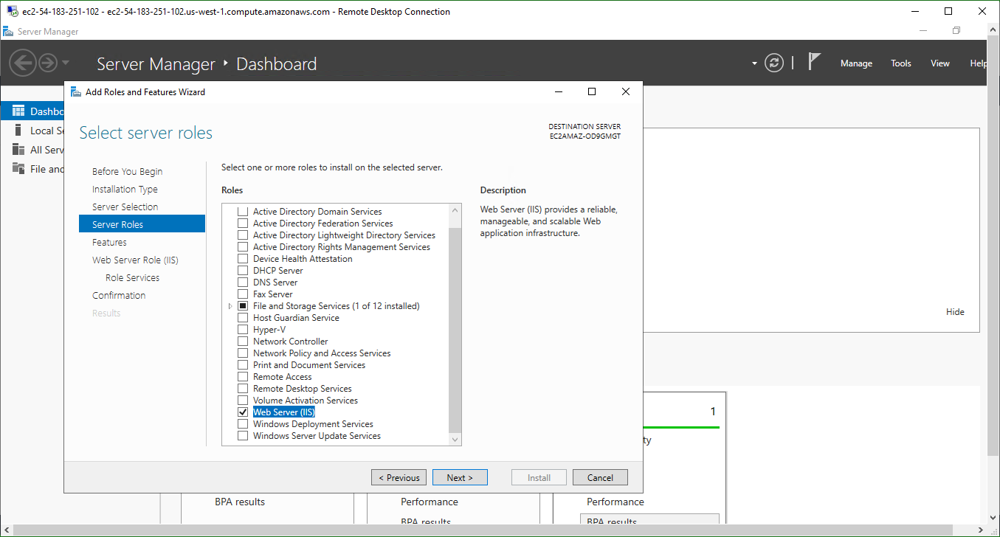 ec2-54-183-251-102 - ec2-54-183-251-102.us-west-1.compute.amazonaws.com - Remote Desktop Connection
Server Manager
Server Manager Dashboard
Manage Tools View Help
Add Roles and Features Wizard
Dashbo
Local Se
All Serv
File and
Select server roles
DESTINATION SERVER
EC2AMAZ-OD9GMGT
Before You Begin
Installation Type
Server Selection
Server Roles
Features
Web Server Role (IIS)
Role Services
Confirmation
Results
Select one or more roles to install on the selected server.
Roles
Active Directory Domain Services
Active Directory Federation Services
Active Directory Lightweight Directory Services
Active Directory Rights Management Services
Device Health Attestation
DHCP Server
DNS Server
Fax Server
File and Storage Services (1 of 12 installed)
Host Guardian Service
Hyper-V
Network Controller
Network Policy and Access Services
Print and Document Services
Remote Access
Remote Desktop Services
Volume Activation Services
Web Server (IIS)
Windows Deployment Services
Windows Server Update Services
Description
Web Server (IIS) provides a reliable,
manageable, and scalable Web
application infrastructure.
Hide
1
ty
< Previous
Next >
Install
Cancel
BPA results
Performance
BPA results
Performance
BPA results